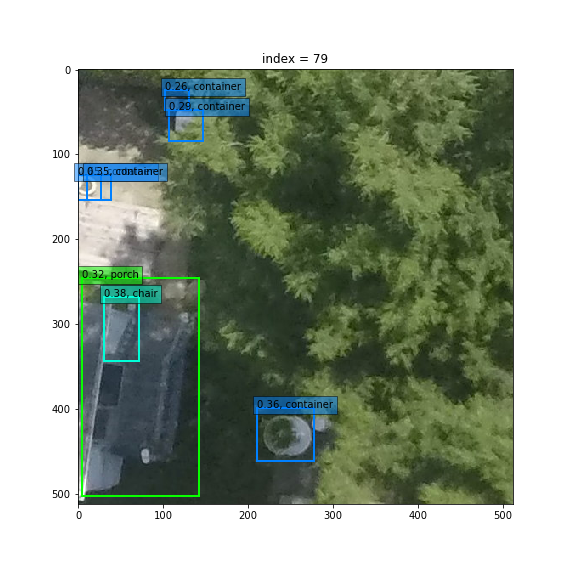 index = 79
0.26, container
0.29, container
0.35, container
0.32, porch
0.38, chair
0.36, container
0
100
200
300
400
500
0 100 200 300 400 500